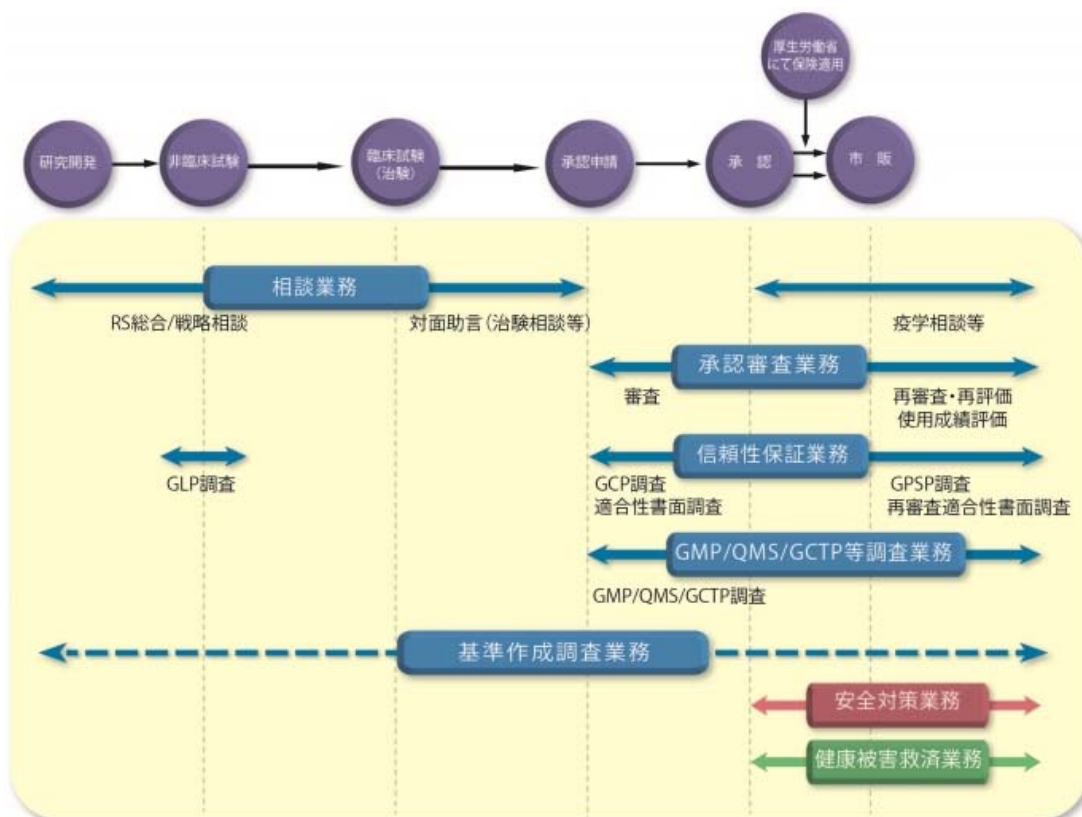 厚生労働省
にて保険適用
研究開発
非臨床試験
臨床試験
(治験)
承認申請
承　認
市　販
相談業務
RS総合/戦略相談
対面助言(治験相談等)
疫学相談等
承認審査業務
審査
再審査・再評価
使用成績評価
信頼性保証業務
GLP調査
GCP調査
適合性書面調査
GPSP調査
再審査適合性書面調査
GMP/QMS/GCTP等調査業務
GMP/QMS/GCTP調査
基準作成調査業務
安全対策業務
健康被害救済業務